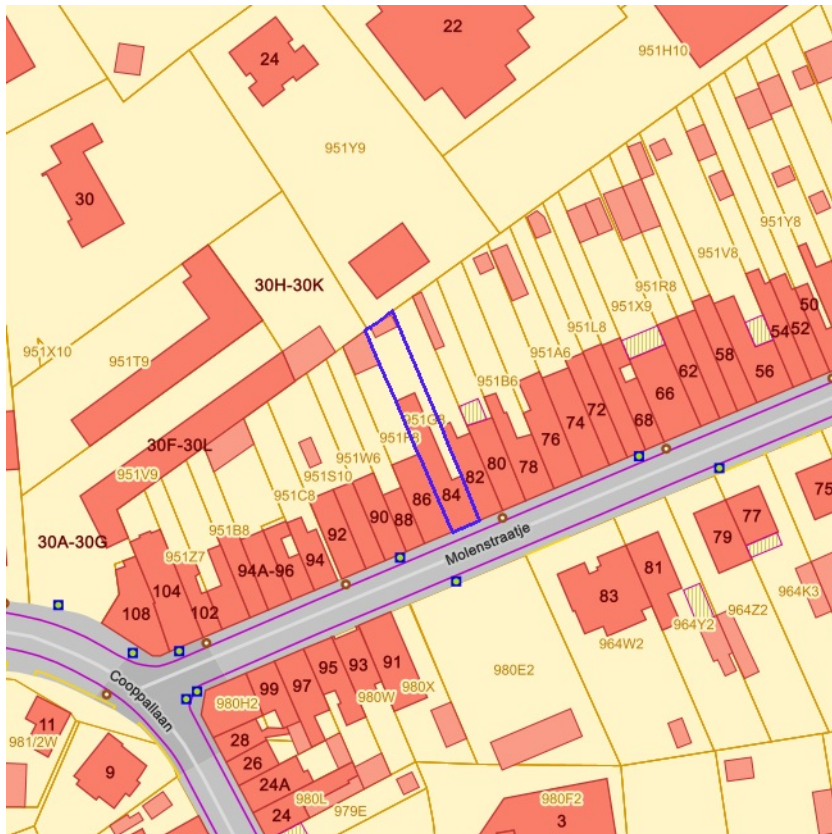 22
24
951H10
951Y9
30
951Y8
30H-30K
951V8
951R8
50
951X9
54
52
951X10
951L8
58
951T9
951A6
62
56
951B6
66
72
951G8
74
68
30F-30L
951F8
76
951V9
951W6
80
78
951S10
82
86
84
951C8
90
88
75
951B8
92
77
30A-30G
951Z7
94
79
94A-96
Molenstraatje
81
104
83
964K3
102
108
964Z2
964Y2
964W2
95
93
91
980E2
99
97
980X
Cooppallaan
980H2
980W
11
28
981/2W
26
9
24A
980L
980F2
979E
24
3